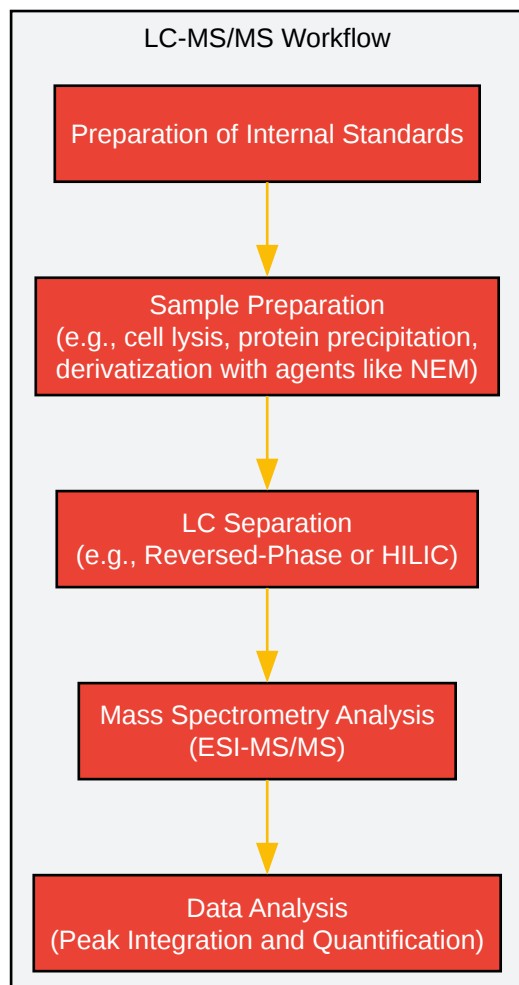 LC-MS/MS Workflow
Preparation of Internal Standards
Sample Preparation
(e.g., cell lysis, protein precipitation,
derivatization with agents like NEM)
LC Separation
(e.g., Reversed-Phase or HILIC)
Mass Spectrometry Analysis
(ESI-MS/MS)
Data Analysis
(Peak Integration and Quantification)